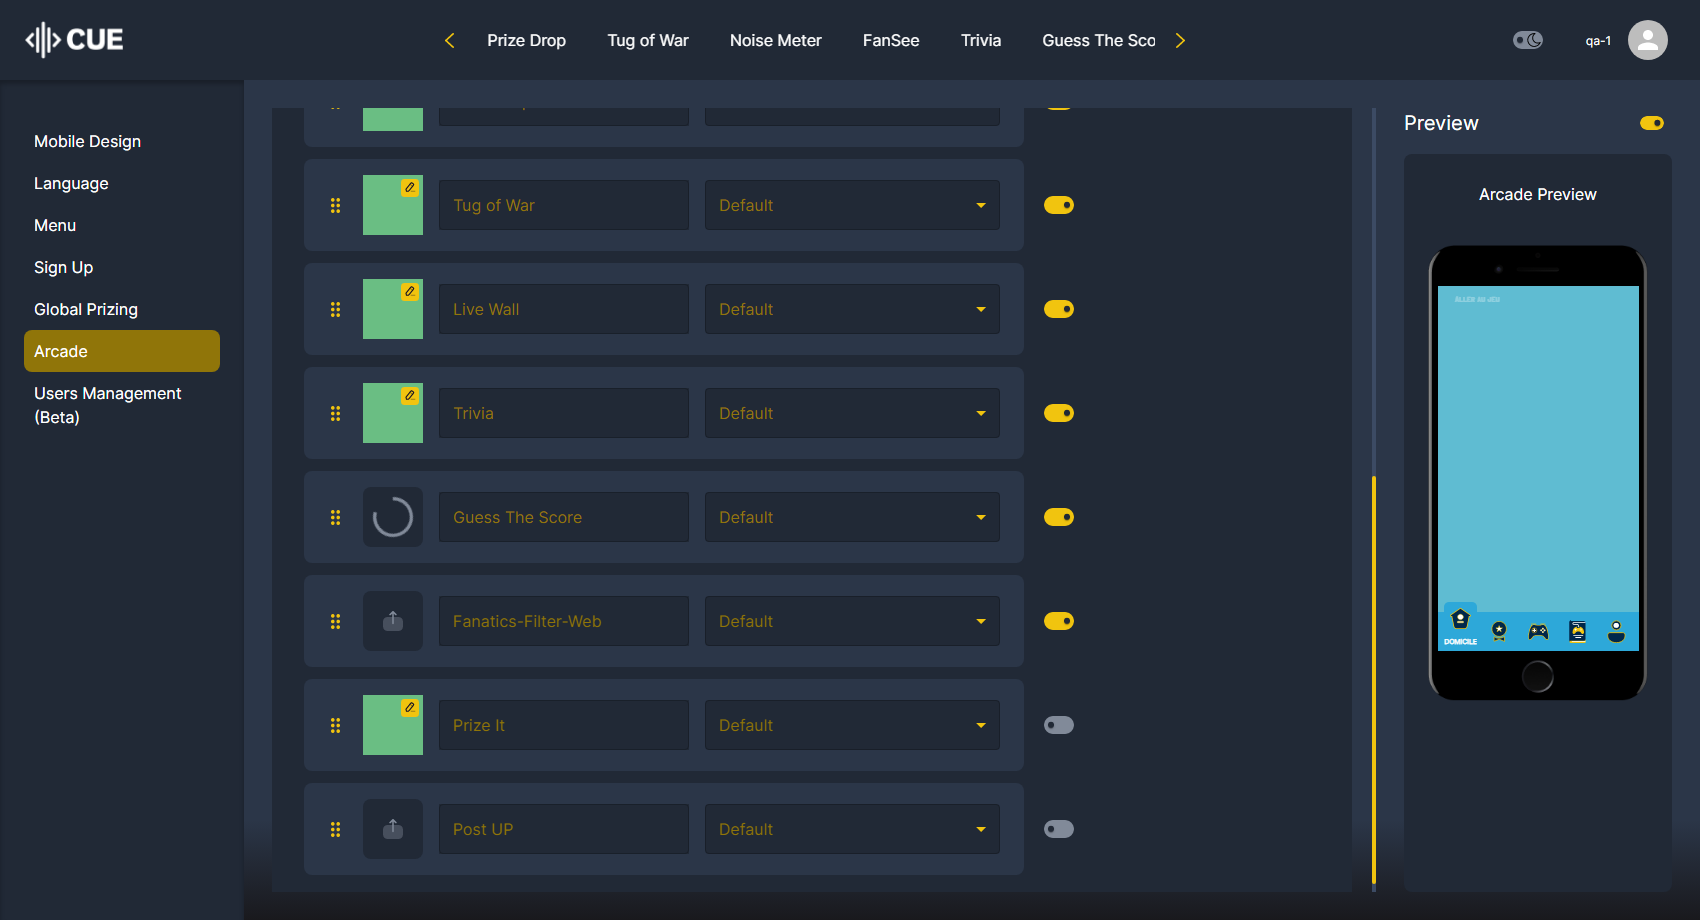 CUE
Prize Drop
Tug of War
Noise Meter
FanSee
Trivia
Guess The Sco
qa-1
Mobile Design
Language
Menu
Sign Up
Global Prizing
Arcade
Users Management
(Beta)
Tug of War
Default
Live Wall
Default
Trivia
Default
Guess The Score
Default
Fanatics-Filter-Web
Default
Prize It
Default
Post UP
Default
Preview
Arcade Preview
DOMICILE